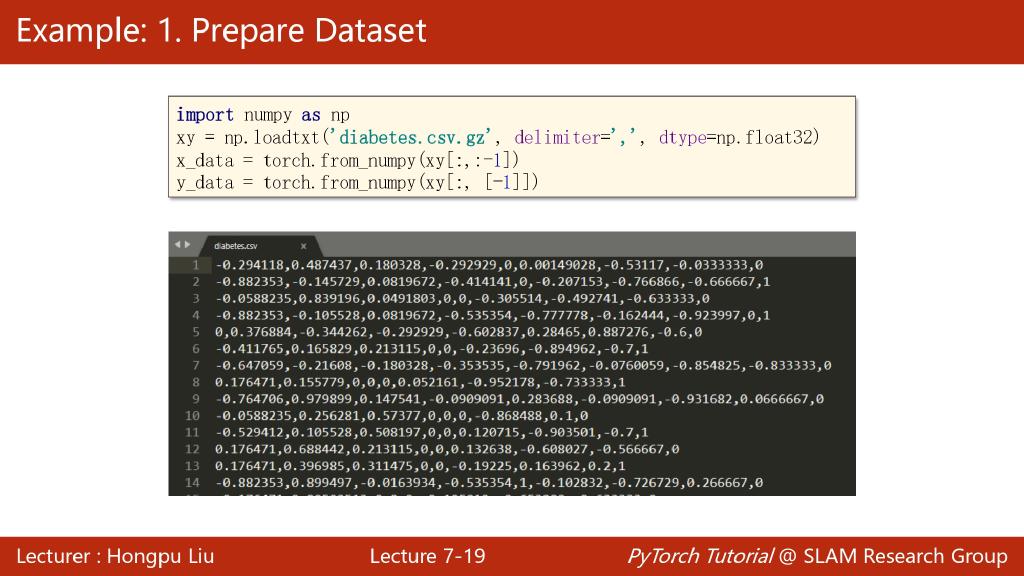 Example: 1. Prepare Dataset
import numpy as np
xy = np.loadtxt('diabetes.csv.gz', delimiter=',', dtype=np.float32)
x_data = torch.from_numpy(xy[:,:-1])
y_data = torch.from_numpy(xy[:, [-1]])
diabetes.csv x
1 -0.294118,0.487437,0.180328,-0.292929,0,0.00149028,-0.53117,-0.0333333,0
2 -0.882353,-0.145729,0.0819672,-0.414141,0,-0.207153,-0.766866,-0.666667,1
3 -0.0588235,0.839196,0.0491803,0,0,-0.305514,-0.492741,-0.633333,0
4 -0.882353,-0.105528,0.0819672,-0.535354,-0.777778,-0.162444,-0.923997,0,1
5 0,0.376884,-0.344262,-0.292929,-0.602837,0.28465,0.887276,-0.6,0
6 -0.411765,0.165829,0.213115,0,0,-0.23696,-0.894962,-0.7,1
7 -0.647059,-0.21608,-0.180328,-0.353535,-0.791962,-0.0760059,-0.854825,-0.833333,0
8 0.176471,0.155779,0,0,0,0.052161,-0.952178,-0.733333,1
9 -0.764706,0.979899,0.147541,-0.0909091,0.283688,-0.0909091,-0.931682,0.0666667,0
10 -0.0588235,0.256281,0.57377,0,0,0,-0.868488,0.1,0
11 -0.529412,0.105528,0.508197,0,0,0.120715,-0.903501,-0.7,1
12 0.176471,0.688442,0.213115,0,0,0.132638,-0.608027,-0.566667,0
13 0.176471,0.396985,0.311475,0,0,-0.19225,0.163962,0.2,1
14 -0.882353,0.899497,-0.0163934,-0.535354,1,-0.102832,-0.726729,0.266667,0
Lecturer : Hongpu Liu
Lecture 7-19
PyTorch Tutorial @ SLAM Research Group